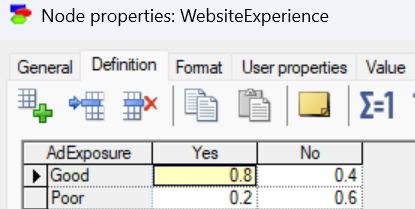 Node properties: WebsiteExperience
General Definition Format User properties Value
Σ=1
AdExposure Yes No
Good 0.8 0.4
Poor 0.2 0.6